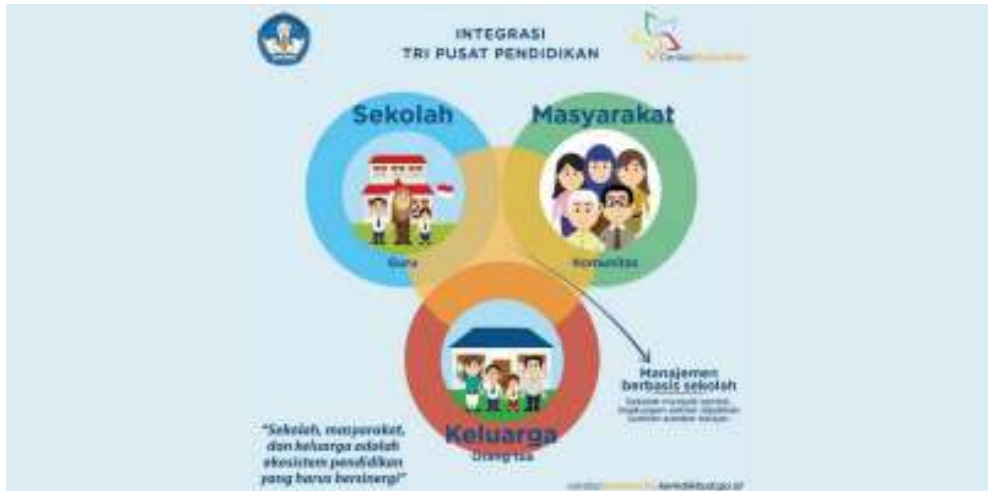 INTEGRASI
TRI PUSAT PENDIDIKAN
Sekolah
Masyarakat
Guru
Komunitas
Manajemen
berbasis sekolah
Keluarga
Orang tua
"Sekolah, masyarakat,
dan keluarga adalah
ekosistem pendidikan
yang harus bersinergi"